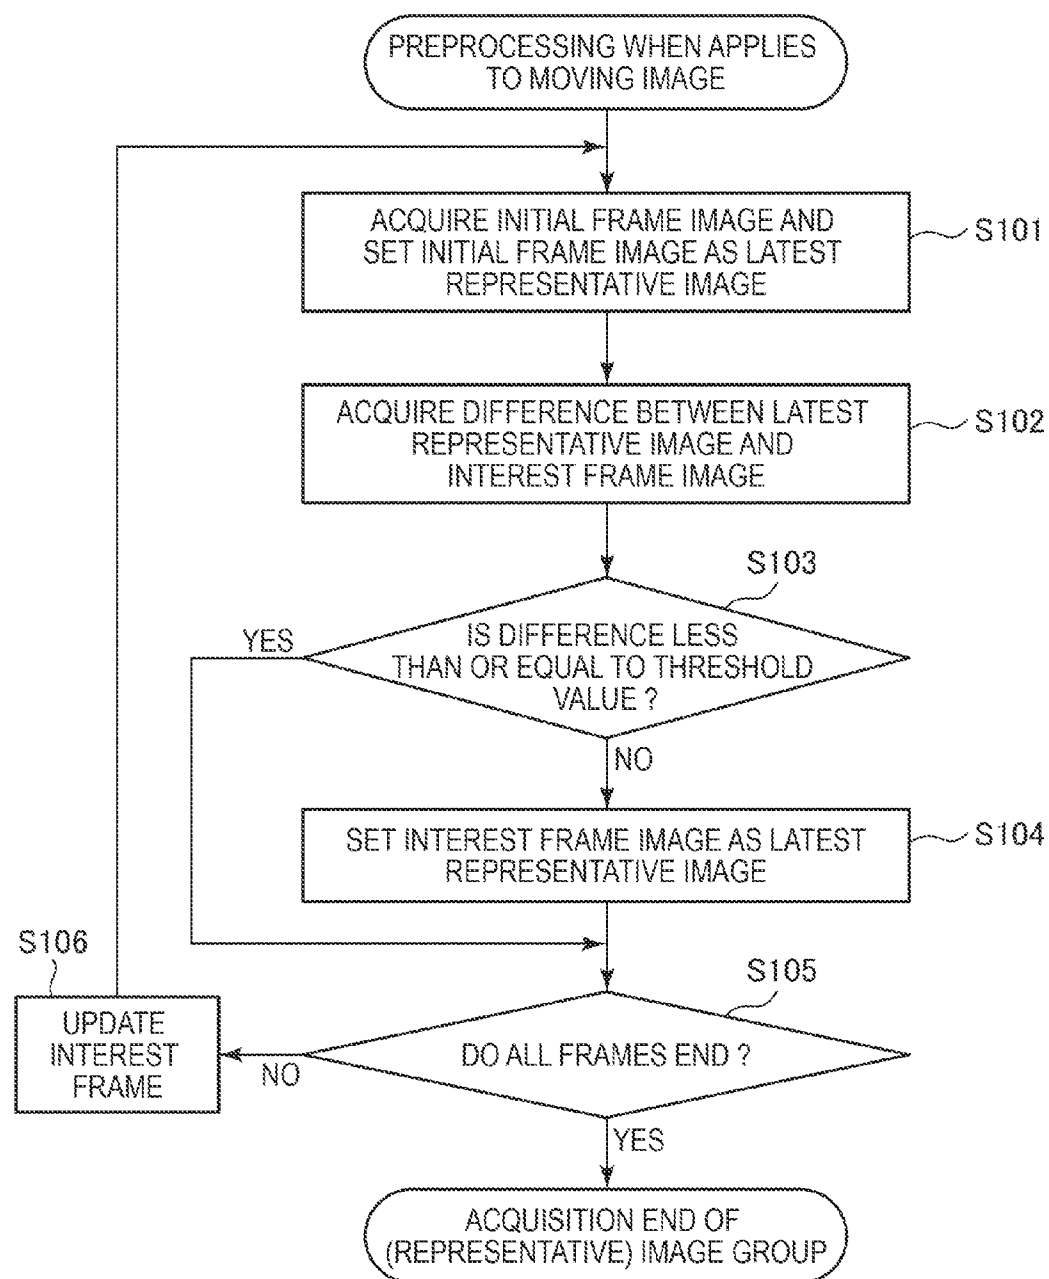 PREPROCESSING WHEN APPLIES
TO MOVING IMAGE
ACQUIRE INITIAL FRAME IMAGE AND
SET INITIAL FRAME IMAGE AS LATEST
REPRESENTATIVE IMAGE
S101
ACQUIRE DIFFERENCE BETWEEN LATEST
REPRESENTATIVE IMAGE AND
INTEREST FRAME IMAGE
S102
S103
YES
IS DIFFERENCE LESS
THAN OR EQUAL TO THRESHOLD
VALUE ?
NO
SET INTEREST FRAME IMAGE AS LATEST
REPRESENTATIVE IMAGE
S104
S106
S105
UPDATE
INTEREST
FRAME
NO
DO ALL FRAMES END ?
YES
ACQUISITION END OF
(REPRESENTATIVE) IMAGE GROUP